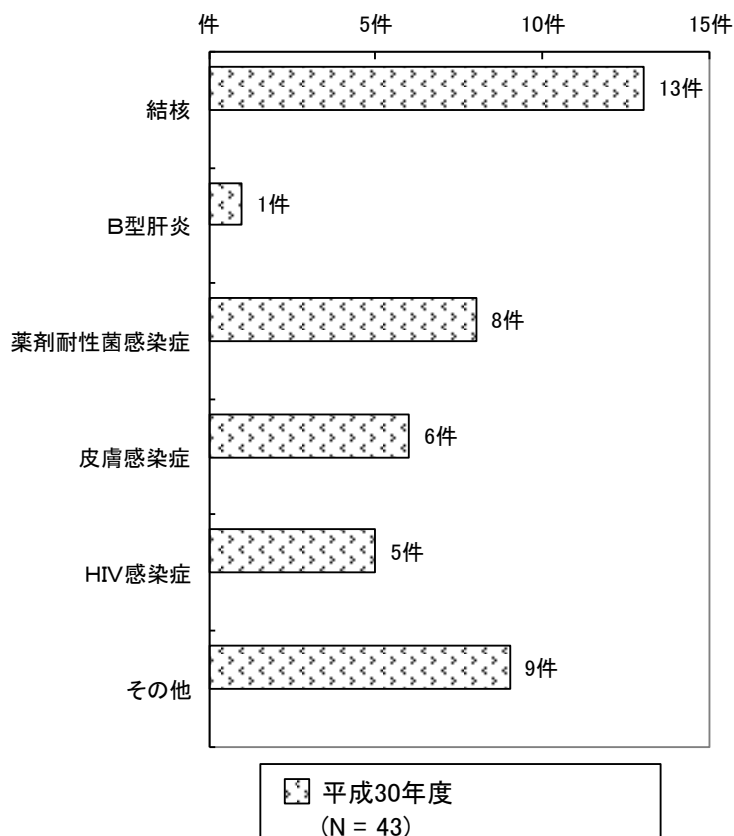 件 5件 10件 15件
結核 13件
B型肝炎 1件
薬剤耐性菌感染症 8件
皮膚感染症 6件
HIV感染症 5件
その他 9件
平成30年度
(N = 43)